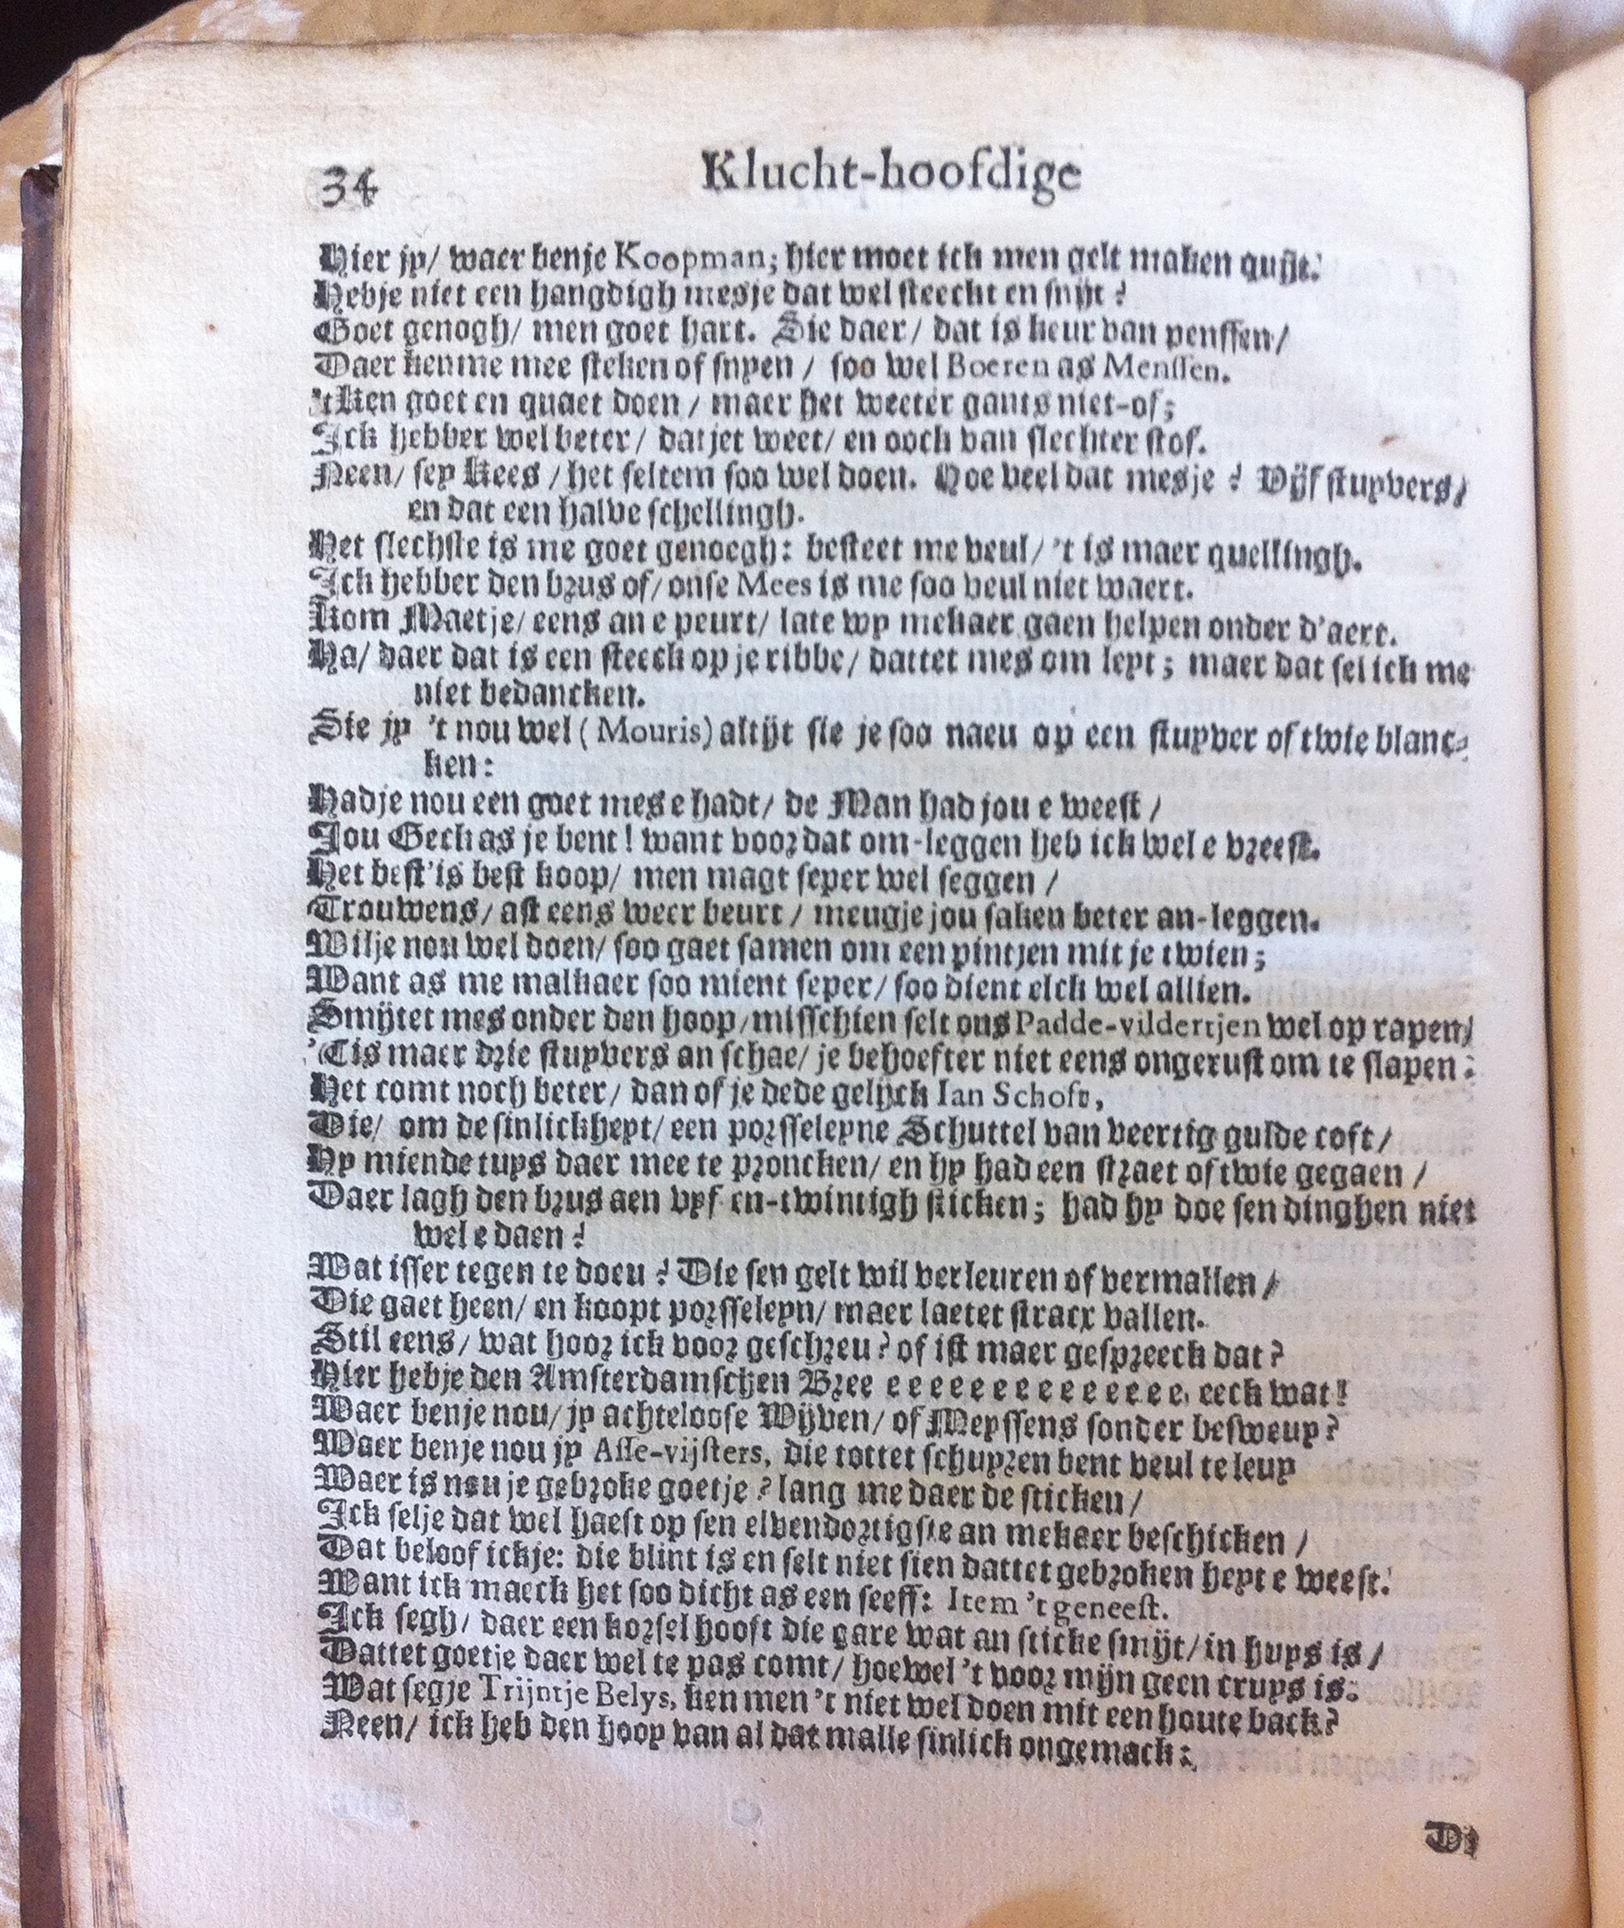 34
Klucht-hoofdige
Hier jy/ waer benje Koopman; hier moet ick men gelt maken quijt.
Hebje niet een hangdigh mesje dat wel steeckt en snijt?
Goet genogh/ men goet hart. Sie daer/ dat is keur van penssen/
Daer kenme mee steken of snyen/ soo wel Boeren as Menssen.
't Ken goet en quaet doen/ maer het weeter gants niet-of;
Ick hebber wel beter/ dat jet weet/ en oock van slechter stof.
Neen/ sey Kees/ het seltem soo wel doen. Hoe veel dat mesje? Vijf stuyvers/
en dat een halve schellingh.
Het slechste is me goet genoegh: besteet me veul/ 't is maer quellingh.
Ick hebber den brus of/ onse Mees is me soo veul niet waert.
Kom Maetje/ eens an e peurt/ late wy mekaer gaen helpen onder d'aert.
Ha/ daer dat is een steeck op je ribbe/ dattet mes om leyt; maer dat sel ick me
niet bedancken.
Sie jy 't nou wel (Mouris) altijt sie je soo naeu op een stuyver of twie blanc-
ken:
Hadje nou een goet mes e hadt/ de Man had jou e weest/
Jou Geck as je bent! want voor dat om-leggen heb ick wel e vreest.
Het best' is best koop/ men magt seper wel seggen/
Trouwens/ ast eens weer beurt/ meugje jou saken beter an-leggen.
Wilje nou wel doen/ soo gaet samen om een pintjen mit je twien;
Want as me malkaer soo mient seper/ soo dient elck wel allien.
Smijtet mes onder den hoop/ misschien selt ons Padde-vildertjen wel op rapen/
'Tis maer drie stuyvers an schae/ je behoefter niet eens ongerust om te slapen:
Het comt noch beter/ dan of je dede gelijck Ian Schoft,
Die/ om de sinlickheyt/ een porsseleyne Schuttel van veertig gulde coft/
Hy miende tuys daer mee te proncken/ en hy had een straet of twie gegaen/
Daer lagh den brus aen vyf-en-twintigh sticken; had hy doe sen dinghen niet
wel e daen?
Wat isser tegen te doeu? Die sen gelt wil verleuren of vermallen/
Die gaet heen/ en koopt porsseleyn/ maer laetet stracx vallen.
Stil eens/ wat hoor ick voor geschreu? of ist maer gespreeck dat?
Hier hebje den Amsterdamschen Bree e e e e e e e e e e e e e e, eeck wat!
Waer benje nou/ jy achteloose Wijven/ of Meyssens sonder besweuy?
Waer benje nou jy Asse-vijsters, die tottet schuyren bent veul te leuy
Waer is nou je gebroke goetje? lang me daer de sticken/
Ick selje dat wel haest op sen elvendortigste an mekaer beschicken/
Dat beloof ickje: die blint is en selt niet sien dattet gebroken heyt e weest.
Want ick maeck het soo dicht as een seeff: Item 't geneest.
Ick segh/ daer een korsel hooft die gare wat an sticke smijt/ in huys is/
Dattet goetje daer wel te pas comt/ hoewel 't voor mijn geen cruys is.
Wat segje Trijntje Belys, ken men 't niet wel doen mit een houte back?
Neen/ ick heb den hoop van al dat malle sinlick ongemack: